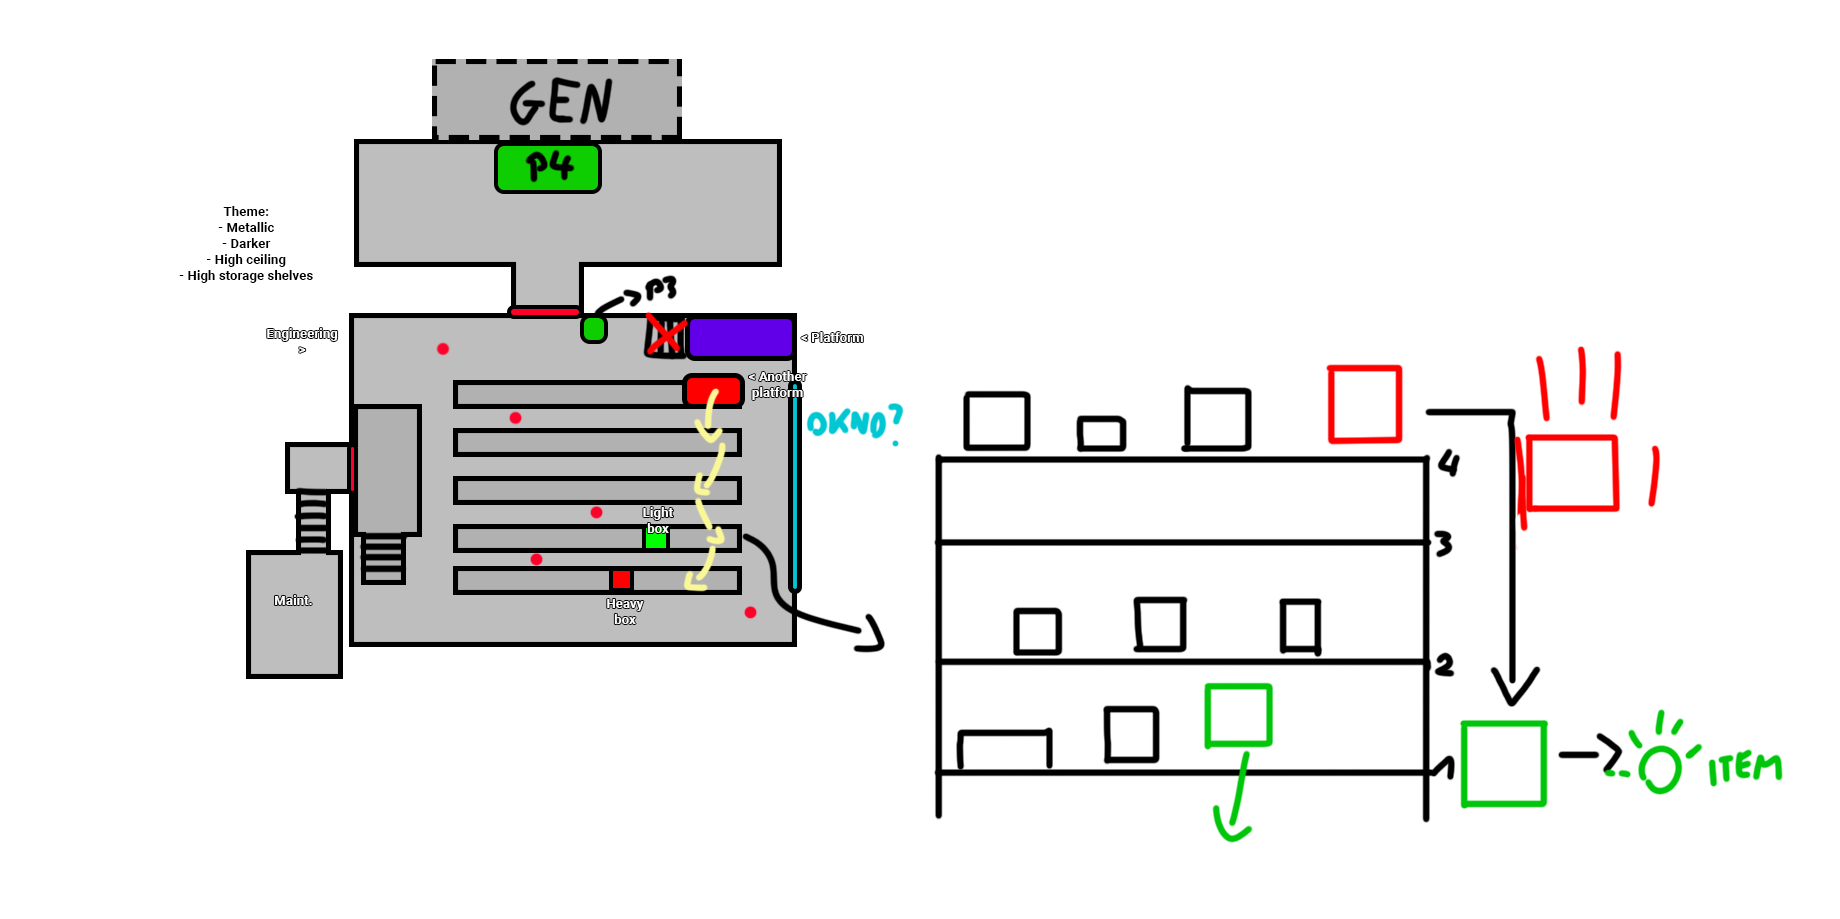 GEN
P4
Theme:
- Metallic
- Darker
- High ceiling
- High storage shelves
P3
Engineering
>
< Platform
< Another
platform
OKNO?
Light
box
Heavy
box
Maint.
4
3
2
1
ITEM